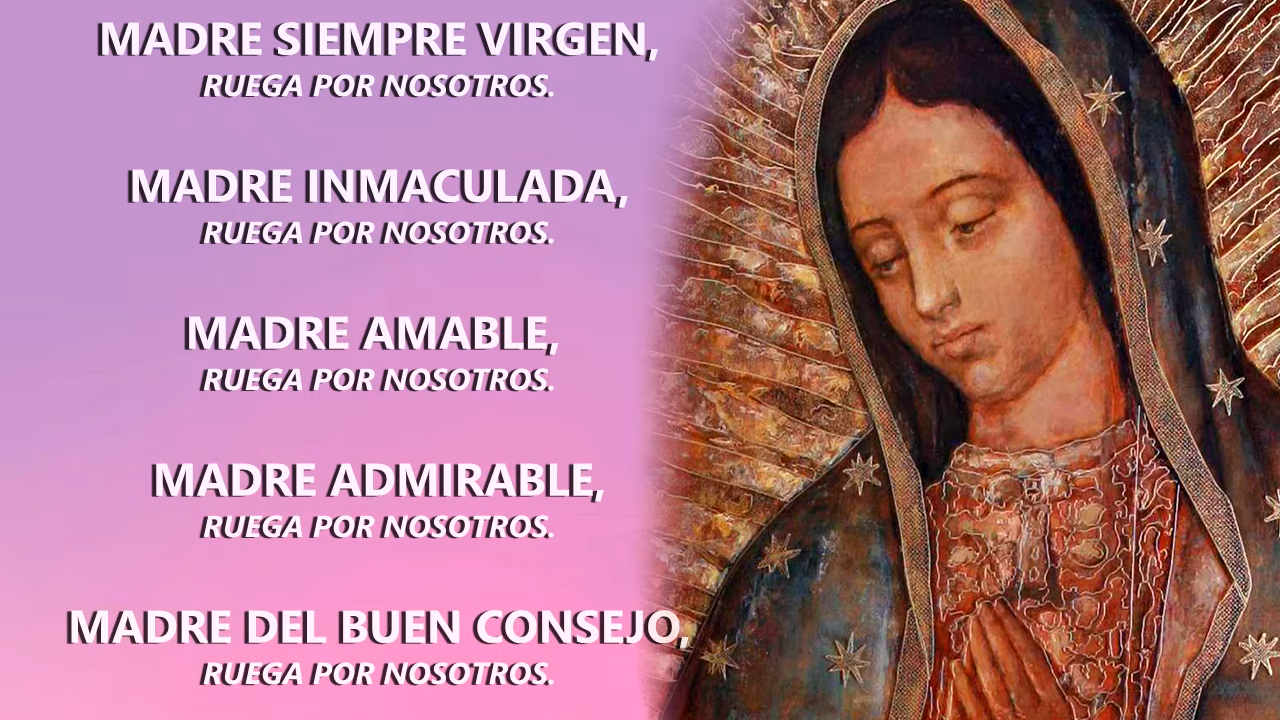 MADRE SIEMPRE VIRGEN,
RUEGA POR NOSOTROS.
MADRE INMACULADA,
RUEGA POR NOSOTROS.
MADRE AMABLE,
RUEGA POR NOSOTROS.
MADRE ADMIRABLE,
RUEGA POR NOSOTROS.
MADRE DEL BUEN CONSEJO,
RUEGA POR NOSOTROS.